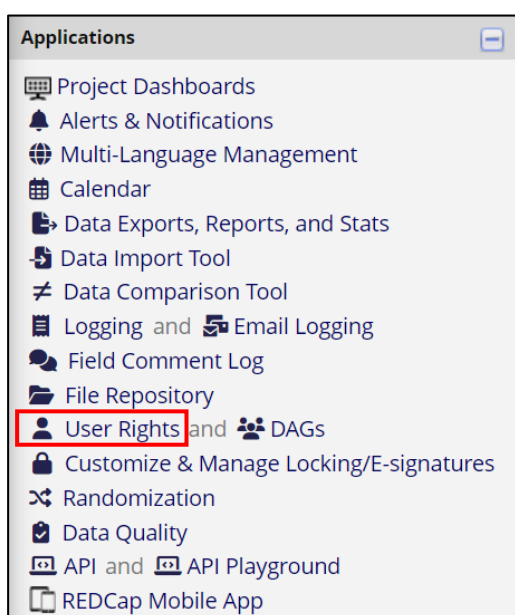 Applications
Project Dashboards
Alerts & Notifications
Multi-Language Management
Calendar
Data Exports, Reports, and Stats
Data Import Tool
Data Comparison Tool
Logging and Email Logging
Field Comment Log
File Repository
User Rights and DAGs
Customize & Manage Locking/E-signatures
Randomization
Data Quality
API and API Playground
REDCap Mobile App